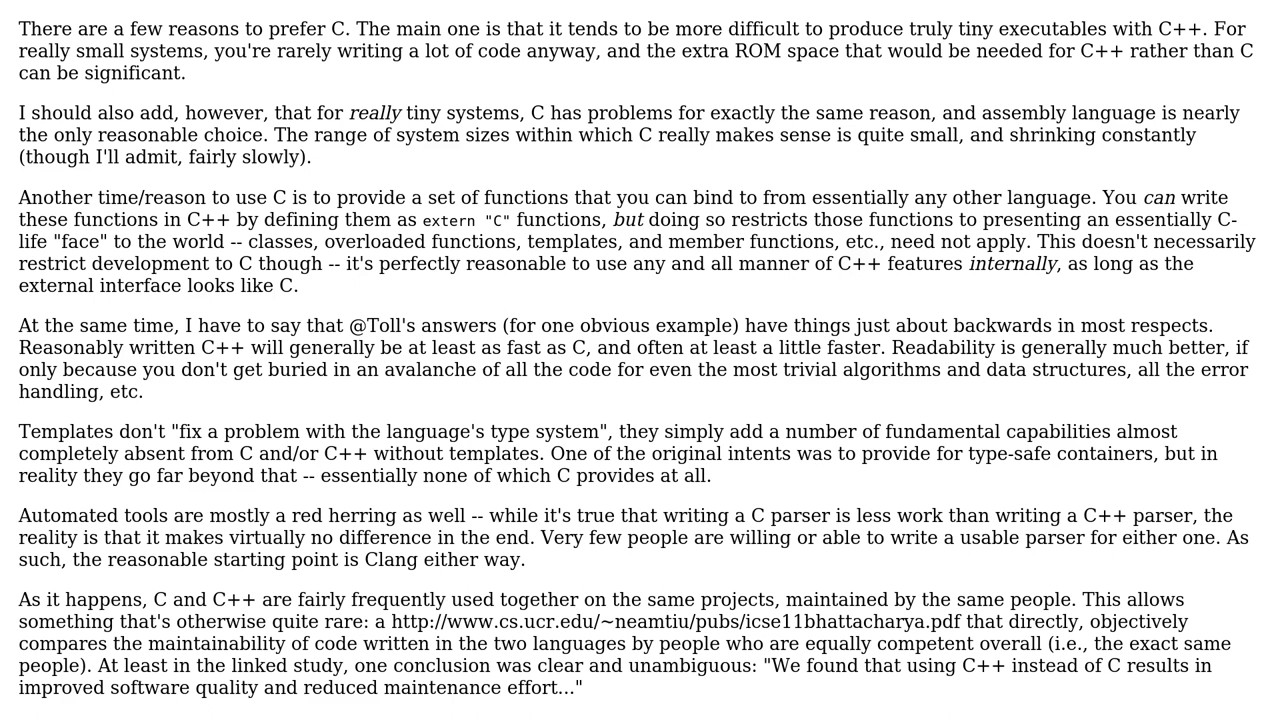 There are a few reasons to prefer C. The main one is that it tends to be more difficult to produce truly tiny executables with C++. For
really small systems, you're rarely writing a lot of code anyway, and the extra ROM space that would be needed for C++ rather than C
can be significant.
I should also add, however, that for really tiny systems, C has problems for exactly the same reason, and assembly language is nearly
the only reasonable choice. The range of system sizes within which C really makes sense is quite small, and shrinking constantly
(though I'll admit, fairly slowly).
Another time/reason to use C is to provide a set of functions that you can bind to from essentially any other language. You can write
these functions in C++ by defining them as extern "C" functions, but doing so restricts those functions to presenting an essentially C-
life "face" to the world -- classes, overloaded functions, templates, and member functions, etc., need not apply. This doesn't necessarily
restrict development to C though -- it's perfectly reasonable to use any and all manner of C++ features internally, as long as the
external interface looks like C.
At the same time, I have to say that @Toll's answers (for one obvious example) have things just about backwards in most respects.
Reasonably written C++ will generally be at least as fast as C, and often at least a little faster. Readability is generally much better, if
only because you don't get buried in an avalanche of all the code for even the most trivial algorithms and data structures, all the error
handling, etc.
Templates don't "fix a problem with the language's type system", they simply add a number of fundamental capabilities almost
completely absent from C and/or C++ without templates. One of the original intents was to provide for type-safe containers, but in
reality they go far beyond that -- essentially none of which C provides at all.
Automated tools are mostly a red herring as well -- while it's true that writing a C parser is less work than writing a C++ parser, the
reality is that it makes virtually no difference in the end. Very few people are willing or able to write a usable parser for either one. As
such, the reasonable starting point is Clang either way.
As it happens, C and C++ are fairly frequently used together on the same projects, maintained by the same people. This allows
something that's otherwise quite rare: a http://www.cs.ucr.edu/~neamtiu/pubs/icse11bhattacharya.pdf that directly, objectively
compares the maintainability of code written in the two languages by people who are equally competent overall (i.e., the exact same
people). At least in the linked study, one conclusion was clear and unambiguous: "We found that using C++ instead of C results in
improved software quality and reduced maintenance effort..."